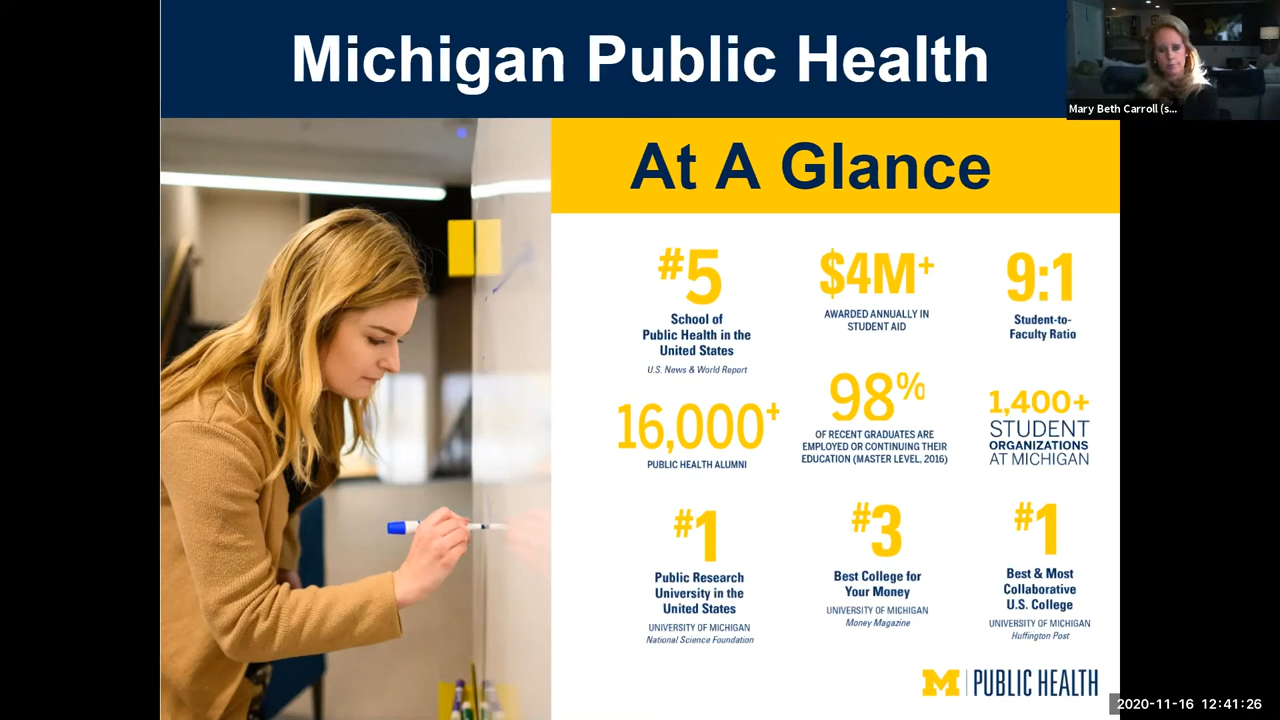 Michigan Public Health
Mary Beth Carroll (s...
At A Glance
#5
School of
Public Health in the
United States
U.S. News & World Report
$4M+
AWARDED ANNUALLY IN
STUDENT AID
9:1
Student-to-
Faculty Ratio
16,000+
PUBLIC HEALTH ALUMNI
98%
OF RECENT GRADUATES ARE
EMPLOYED OR CONTINUING THEIR
EDUCATION (MASTER LEVEL, 2016)
1,400+
STUDENT
ORGANIZATIONS
AT MICHIGAN
#1
Public Research
University in the
United States
UNIVERSITY OF MICHIGAN
National Science Foundation
#3
Best College for
Your Money
UNIVERSITY OF MICHIGAN
Money Magazine
#1
Best & Most
Collaborative
U.S. College
UNIVERSITY OF MICHIGAN
Huffington Post
M | PUBLIC HEALTH
2020-11-16 12:41:26